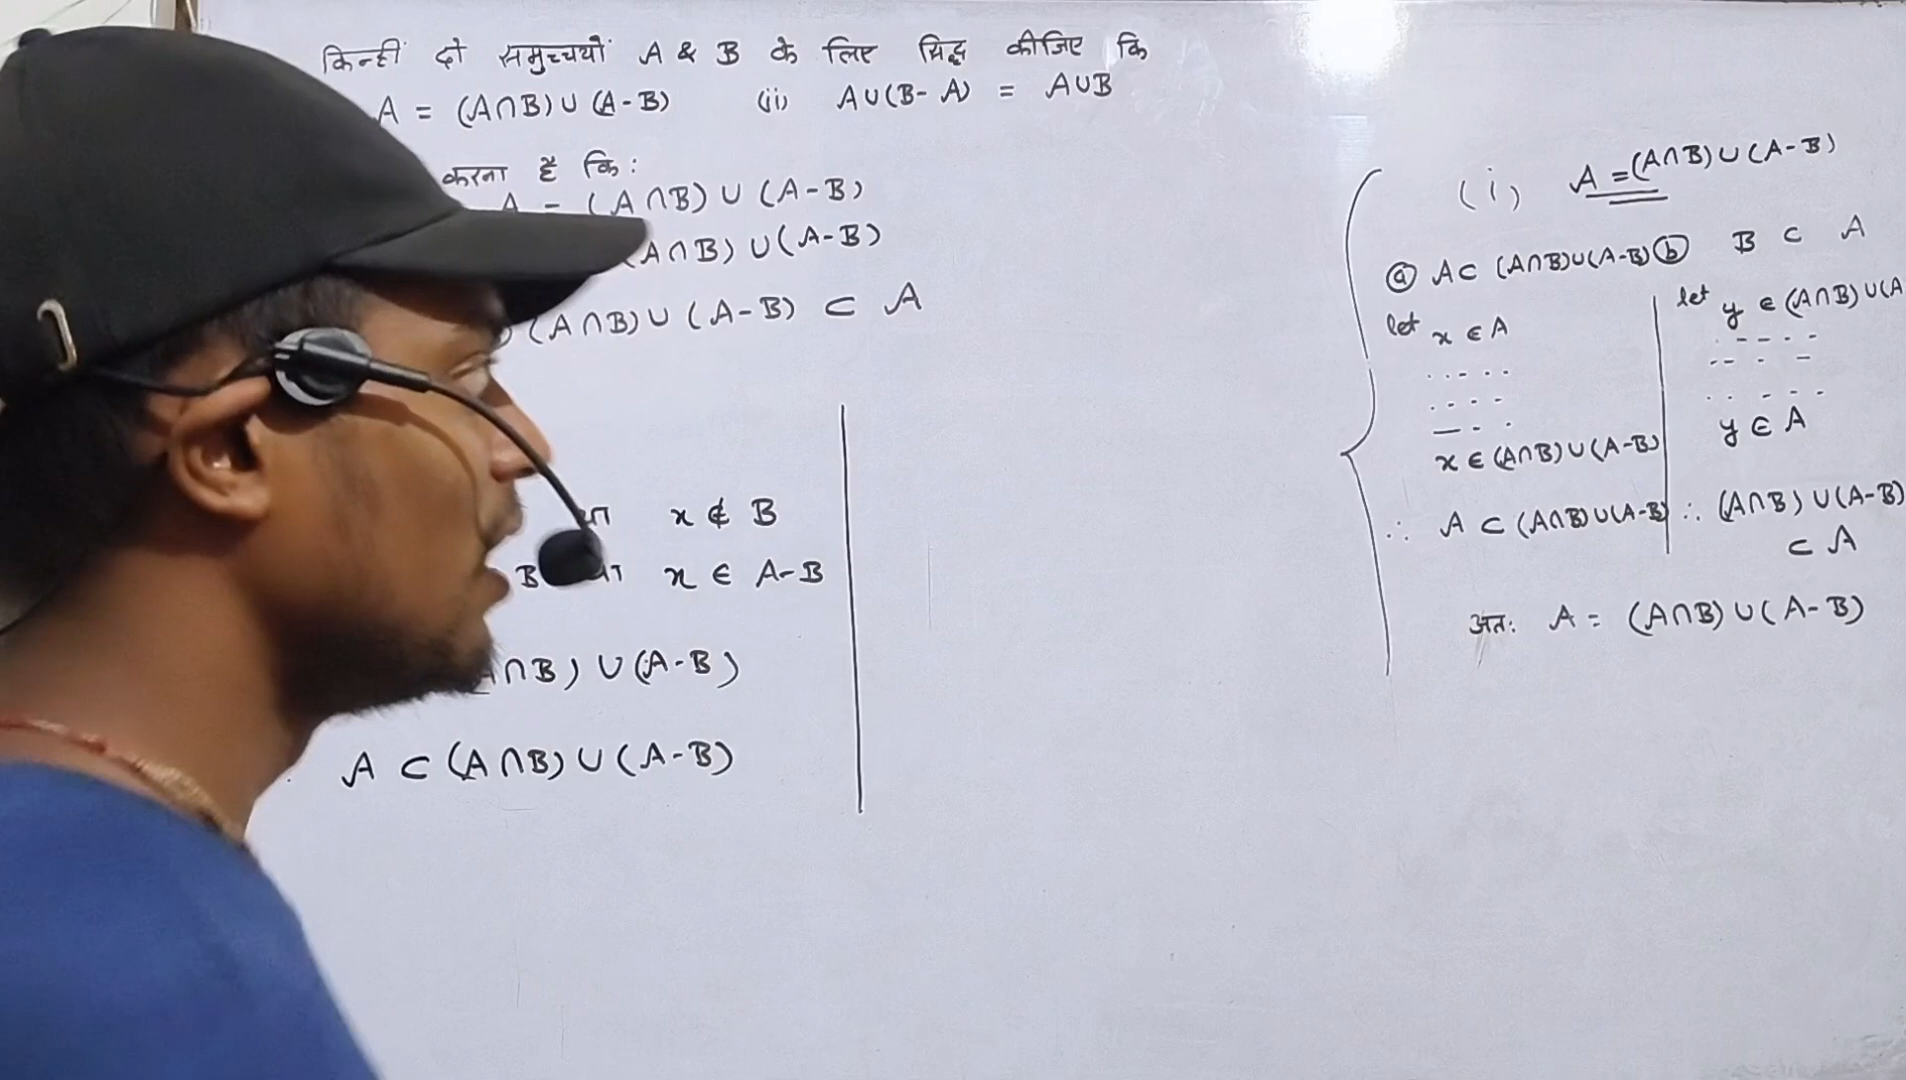 किन्हीं दो समुच्चयों A & B के लिए सिद्ध कीजिए कि
A = (A∩B)∪(A-B) (ii) A∪(B-A) = A∪B
करना है कि:
A = (A∩B)∪(A-B)
(A∩B)∪(A-B)
(A∩B)∪(A-B) ⊂ A
x ∉ B
B x ∈ A-B
∩B)∪(A-B)
A ⊂ (A∩B)∪(A-B)
(i) A = (A∩B)∪(A-B)
ⓐ A⊂ (A∩B)∪(A-B) ⓑ B ⊂ A
let x ∈ A
.....
....
— . .
x ∈ (A∩B)∪(A-B)
∴ A ⊂ (A∩B)∪(A-B)
let y ∈ (A∩B)∪(A
. - - - -
-- - -
.. - - -
y ∈ A
∴ (A∩B)∪(A-B)
⊂ A
अतः A = (A∩B)∪(A-B)